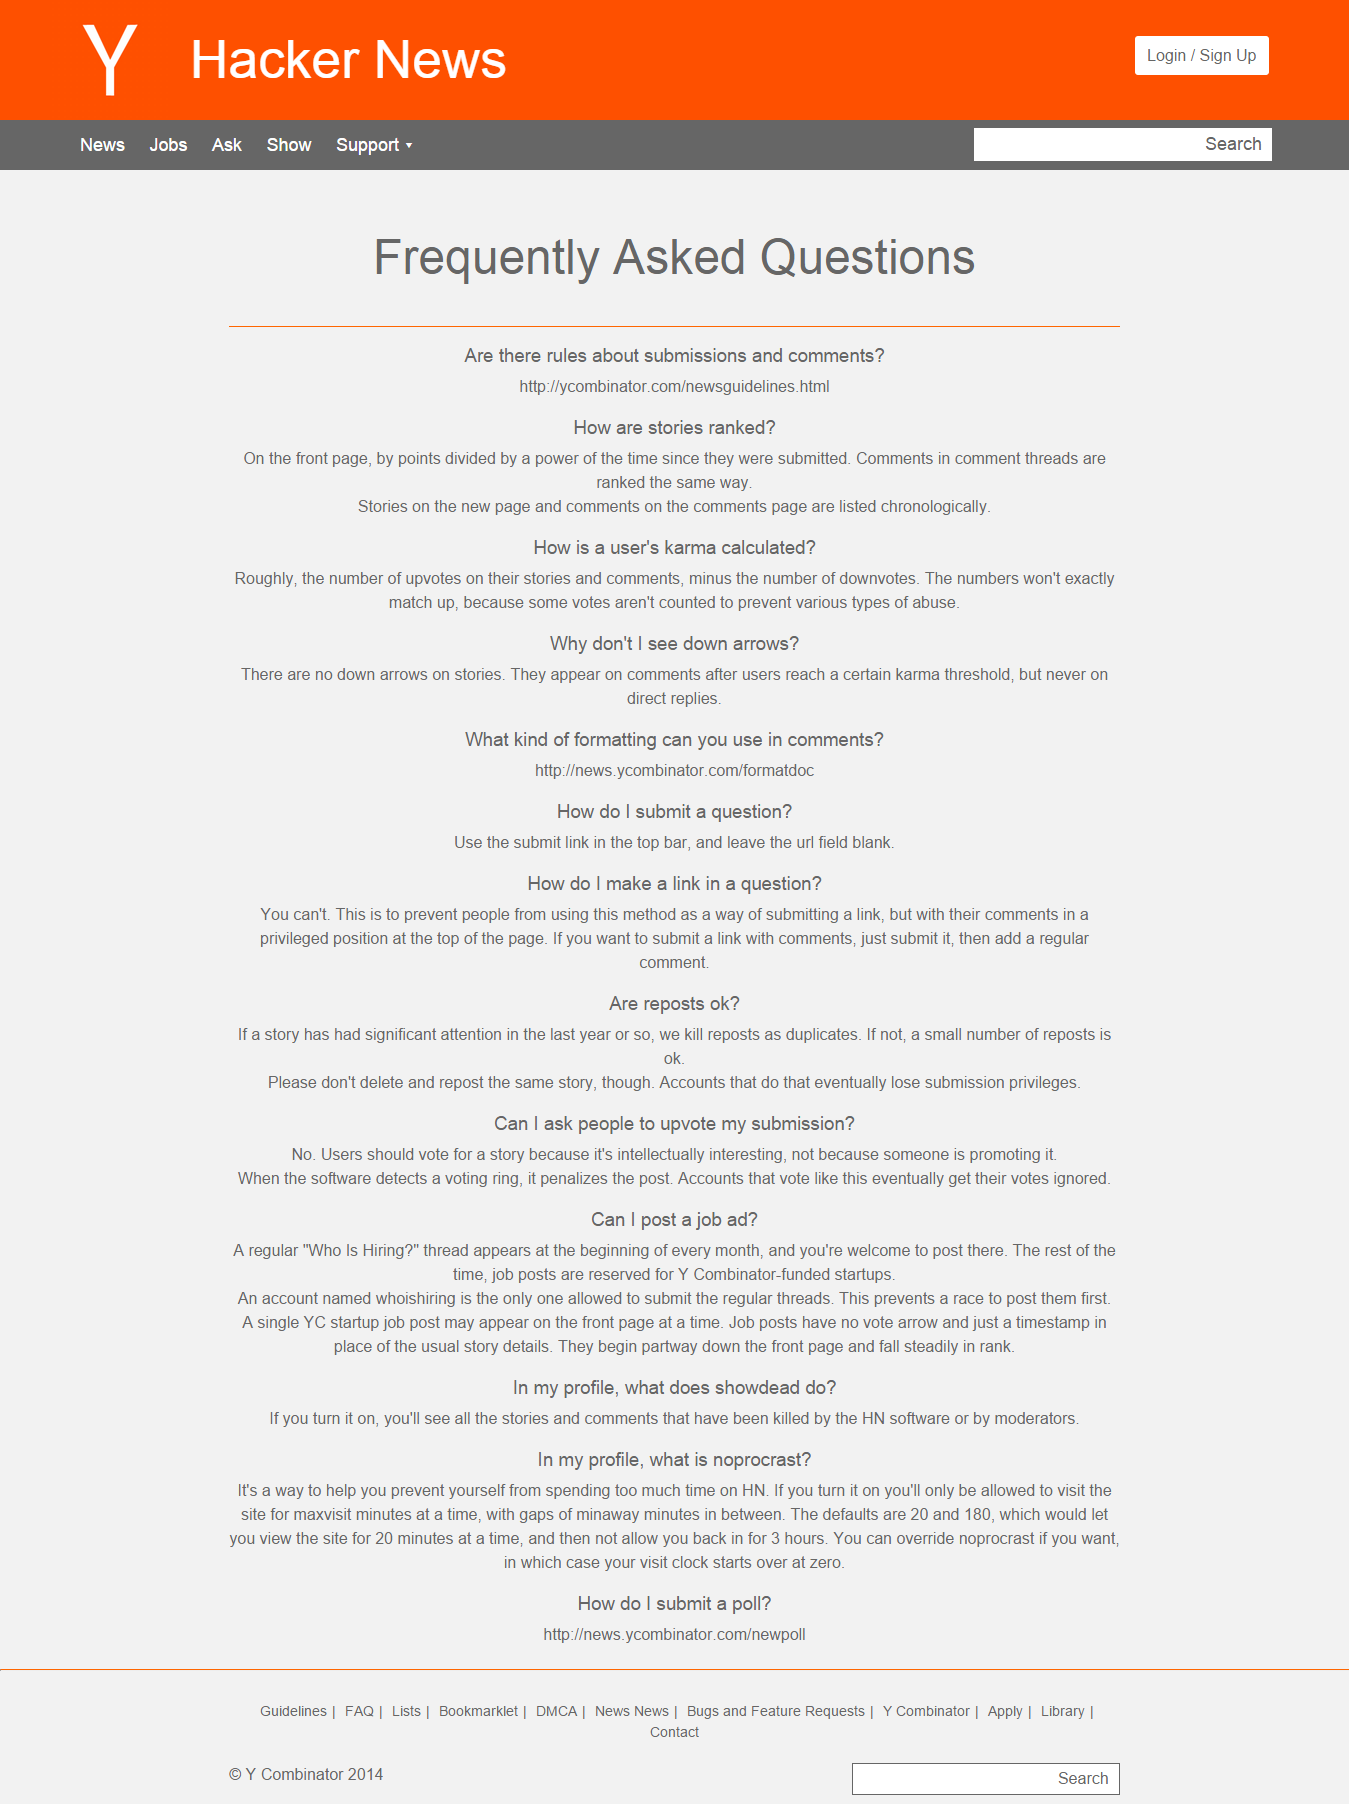 Y Hacker News
Login / Sign Up
News Jobs Ask Show Support
Search
Frequently Asked Questions
Are there rules about submissions and comments?
http://ycombinator.com/newsguidelines.html
How are stories ranked?
On the front page, by points divided by a power of the time since they were submitted. Comments in comment threads are
ranked the same way.
Stories on the new page and comments on the comments page are listed chronologically.
How is a user's karma calculated?
Roughly, the number of upvotes on their stories and comments, minus the number of downvotes. The numbers won't exactly
match up, because some votes aren't counted to prevent various types of abuse.
Why don't I see down arrows?
There are no down arrows on stories. They appear on comments after users reach a certain karma threshold, but never on
direct replies.
What kind of formatting can you use in comments?
http://news.ycombinator.com/formatdoc
How do I submit a question?
Use the submit link in the top bar, and leave the url field blank.
How do I make a link in a question?
You can't. This is to prevent people from using this method as a way of submitting a link, but with their comments in a
privileged position at the top of the page. If you want to submit a link with comments, just submit it, then add a regular
comment.
Are reposts ok?
If a story has had significant attention in the last year or so, we kill reposts as duplicates. If not, a small number of reposts is
ok.
Please don't delete and repost the same story, though. Accounts that do that eventually lose submission privileges.
Can I ask people to upvote my submission?
No. Users should vote for a story because it's intellectually interesting, not because someone is promoting it.
When the software detects a voting ring, it penalizes the post. Accounts that vote like this eventually get their votes ignored.
Can I post a job ad?
A regular "Who Is Hiring?" thread appears at the beginning of every month, and you're welcome to post there. The rest of the
time, job posts are reserved for Y Combinator-funded startups.
An account named whoishiring is the only one allowed to submit the regular threads. This prevents a race to post them first.
A single YC startup job post may appear on the front page at a time. Job posts have no vote arrow and just a timestamp in
place of the usual story details. They begin partway down the front page and fall steadily in rank.
In my profile, what does showdead do?
If you turn it on, you'll see all the stories and comments that have been killed by the HN software or by moderators.
In my profile, what is noprocrast?
It's a way to help you prevent yourself from spending too much time on HN. If you turn it on you'll only be allowed to visit the
site for maxvisit minutes at a time, with gaps of minaway minutes in between. The defaults are 20 and 180, which would let
you view the site for 20 minutes at a time, and then not allow you back in for 3 hours. You can override noprocrast if you want,
in which case your visit clock starts over at zero.
How do I submit a poll?
http://news.ycombinator.com/newpoll
Guidelines | FAQ | Lists | Bookmarklet | DMCA | News News | Bugs and Feature Requests | Y Combinator | Apply | Library |
Contact
© Y Combinator 2014
Search